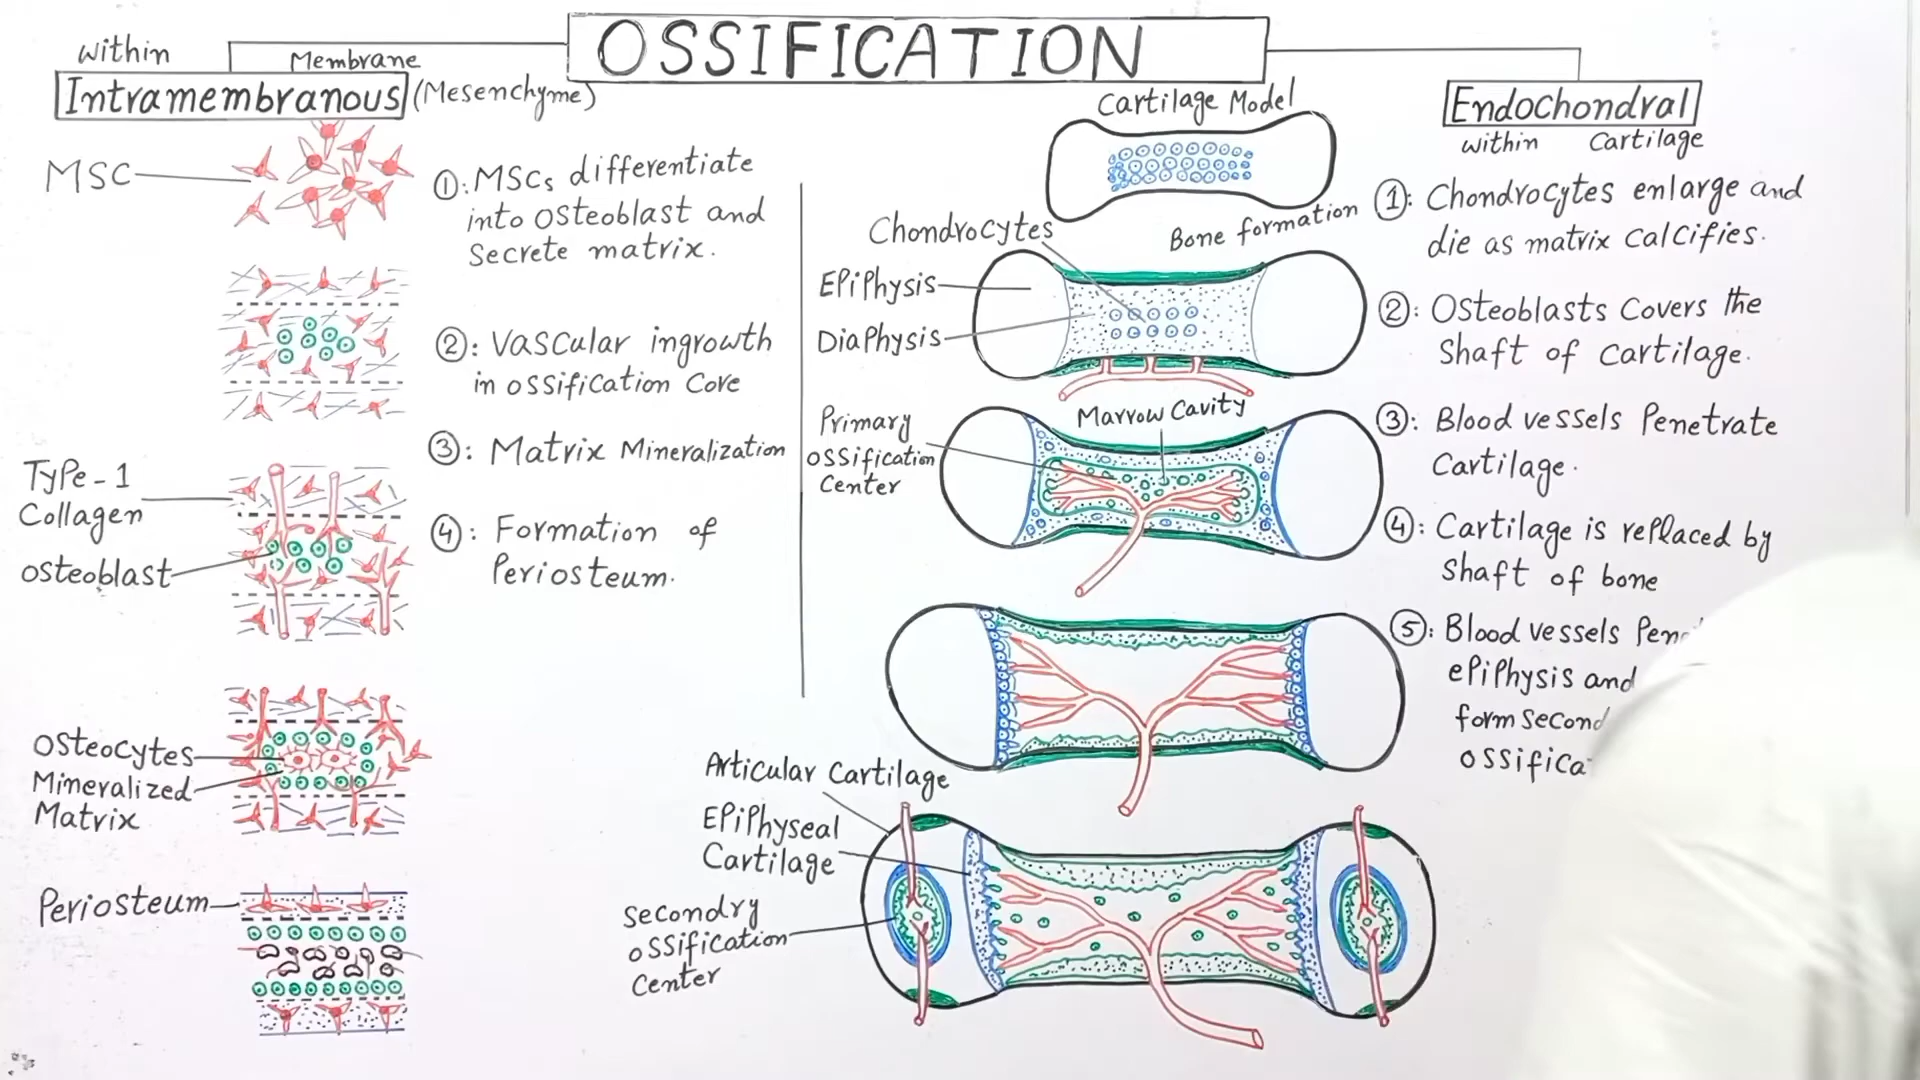 OSSIFICATION
within
Membrane
Intramembranous (Mesenchyme)
MSC
①: MSCs differentiate
into osteoblast and
Secrete matrix.
②: Vascular ingrowth
in ossification Core
③: Matrix Mineralization
④: Formation of
Periosteum.
Type-1
Collagen
osteoblast
Osteocytes
Mineralized
Matrix
Periosteum
Cartilage Model
Chondrocytes
Bone formation
Epiphysis
Diaphysis
Primary
ossification
Center
Marrow Cavity
Articular Cartilage
Epiphyseal
Cartilage
Secondry
ossification
Center
Endochondral
within Cartilage
①: Chondrocytes enlarge and
die as matrix calcifies.
②: Osteoblasts Covers the
Shaft of Cartilage.
③: Blood vessels Penetrate
Cartilage.
④: Cartilage is replaced by
Shaft of bone
⑤: Blood vessels Pen
epiphysis and
form Second
ossifica